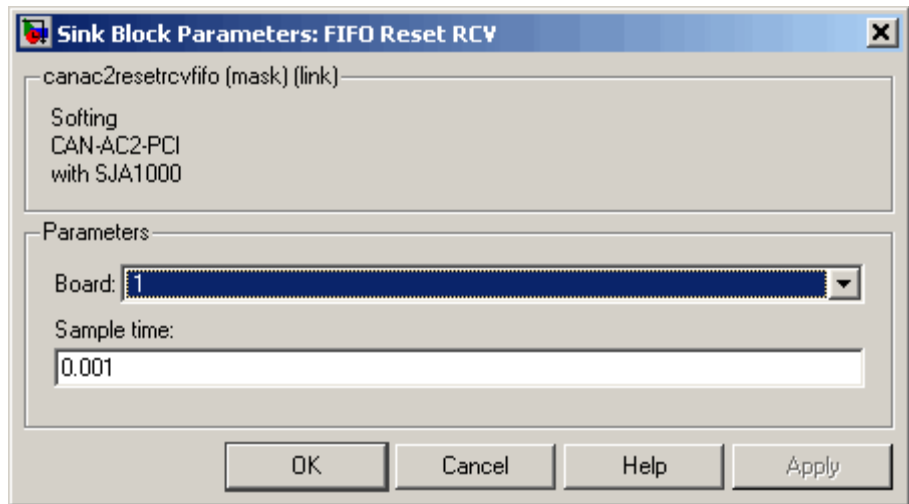 Sink Block Parameters: FIFO Reset RCV
canac2resetrcvfifo (mask) (link)
Softing
CAN-AC2-PCI
with SJA1000
Parameters
Board: 1
Sample time:
0.001
OK Cancel Help Apply